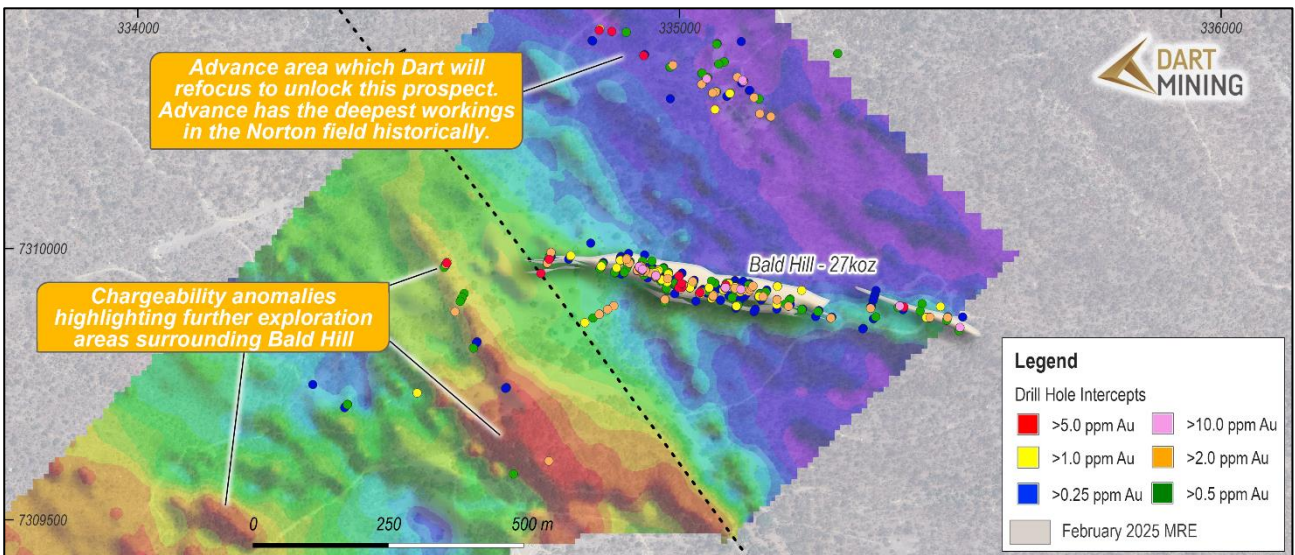 334000
335000
336000
Advance area which Dart will
refocus to unlock this prospect.
Advance has the deepest workings
in the Norton field historically.
DART
MINING
7310000
Bald Hill - 27koz
Chargeability anomalies
highlighting further exploration
areas surrounding Bald Hill
Legend
Drill Hole Intercepts
>5.0 ppm Au
>10.0 ppm Au
>1.0 ppm Au
>2.0 ppm Au
>0.25 ppm Au
>0.5 ppm Au
February 2025 MRE
7309500
0
250
500 m